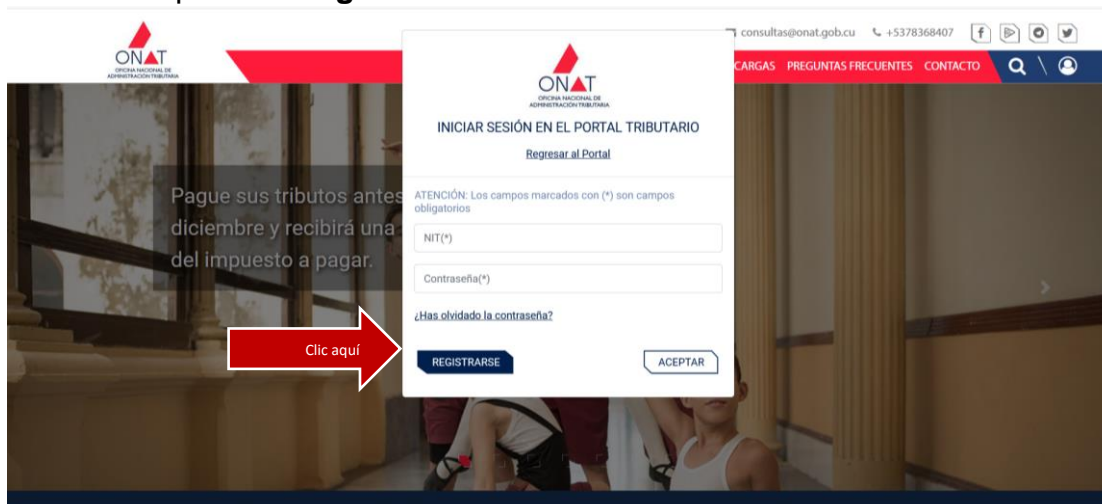 consultas@onat.gob.cu +5378368407
ONAT
OFICINA NACIONAL DE
ADMINISTRACIÓN TRIBUTARIA
CARGAS PREGUNTAS FRECUENTES CONTACTO
ONAT
OFICINA NACIONAL DE
ADMINISTRACIÓN TRIBUTARIA
INICIAR SESIÓN EN EL PORTAL TRIBUTARIO
Regresar al Portal
Pague sus tributos antes
diciembre y recibirá una
del impuesto a pagar.
ATENCIÓN: Los campos marcados con (*) son campos
obligatorios
NIT(*)
Contraseña(*)
¿Has olvidado la contraseña?
Clic aquí
REGISTRARSE
ACEPTAR